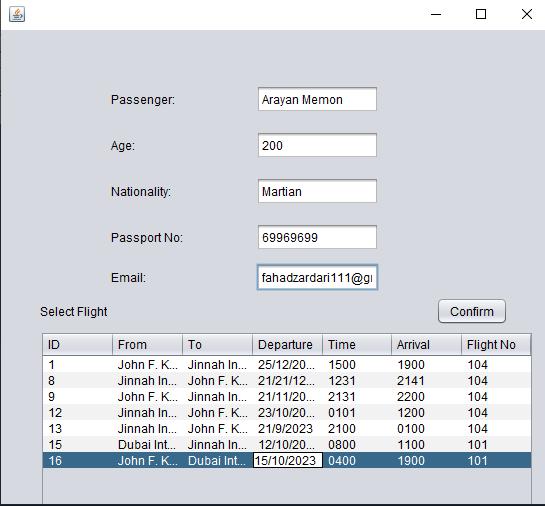 Passenger: Arayan Memon
Age: 200
Nationality: Martian
Passport No: 69969699
Email: fahadzardari111@g
Select Flight Confirm
ID From To Departure Time Arrival Flight No
1 John F. K... Jinnah In... 25/12/20... 1500 1900 104
8 Jinnah In... Jinnah In... 21/21/12... 1231 2141 104
9 Jinnah In... John F. K... 21/11/20... 2131 2200 104
12 Jinnah In... John F. K... 23/10/20... 0101 1200 104
13 Jinnah In... John F. K... 21/9/2023 2100 0100 104
15 Dubai Int... Jinnah In... 12/10/20... 0800 1100 101
16 John F. K... Dubai Int... 15/10/2023 0400 1900 101